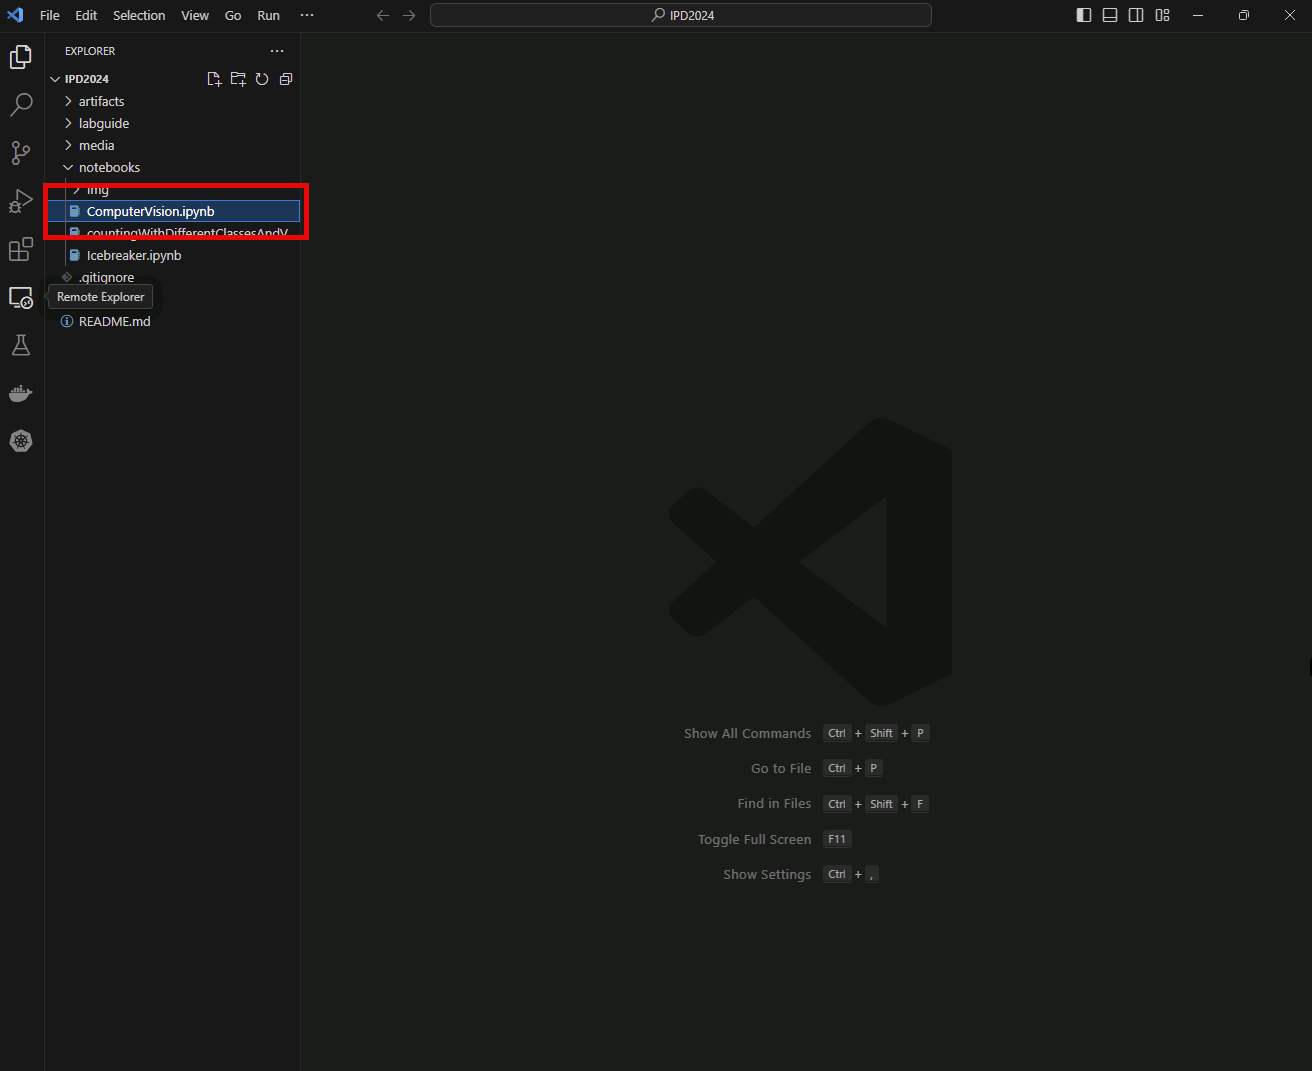 File Edit Selection View Go Run ···
IPD2024
EXPLORER ···
IPD2024
artifacts
labguide
media
notebooks
img
ComputerVision.ipynb
countingWithDifferentClassesAndV
Icebreaker.ipynb
.gitignore
Remote Explorer
README.md
Show All Commands Ctrl + Shift + P
Go to File Ctrl + P
Find in Files Ctrl + Shift + F
Toggle Full Screen F11
Show Settings Ctrl + ,